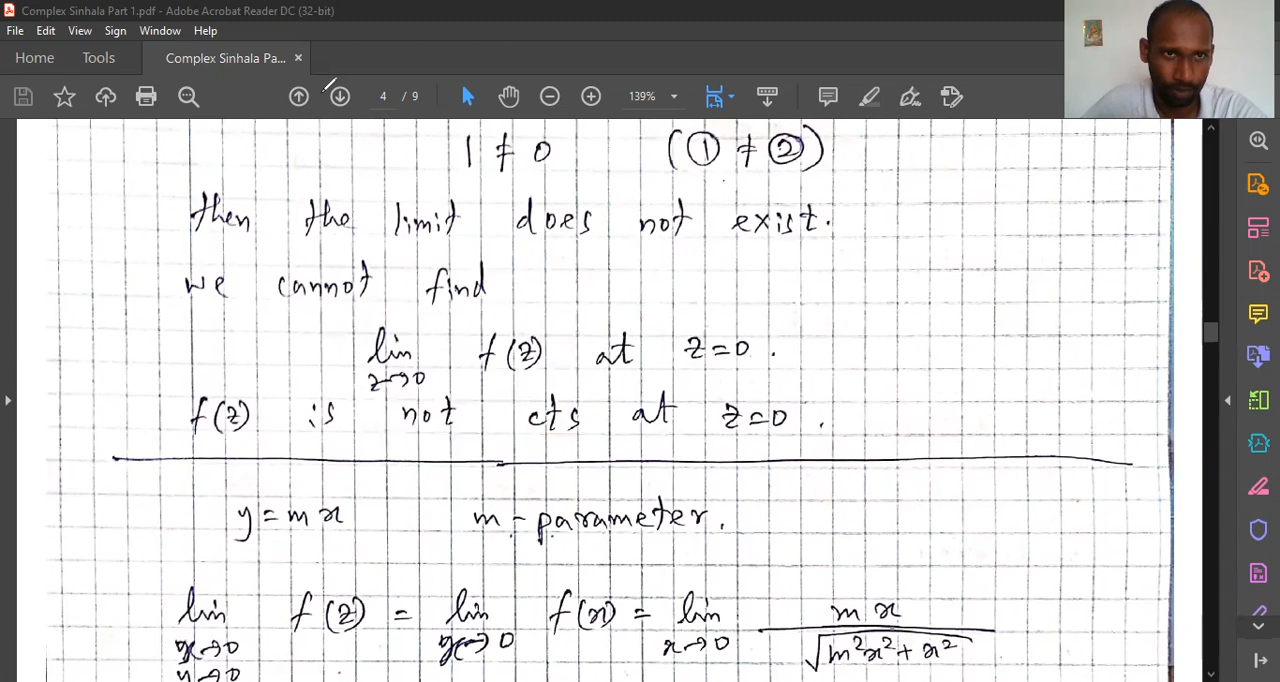 Complex Sinhala Part 1.pdf - Adobe Acrobat Reader DC (32-bit)
File Edit View Sign Window Help
Home Tools Complex Sinhala Pa... ×
4 / 9 139%
1 ≠ 0 (① ≠ ②)
then the limit does not exist.
we cannot find
lim f(z) at z=0 .
z→0
f(z) is not cts at z=0 .
y = mx m - parameter.
lim f(z) = lim f(x) = lim mx
x→0 x→0 x→0 √m²x² + x²
y→0